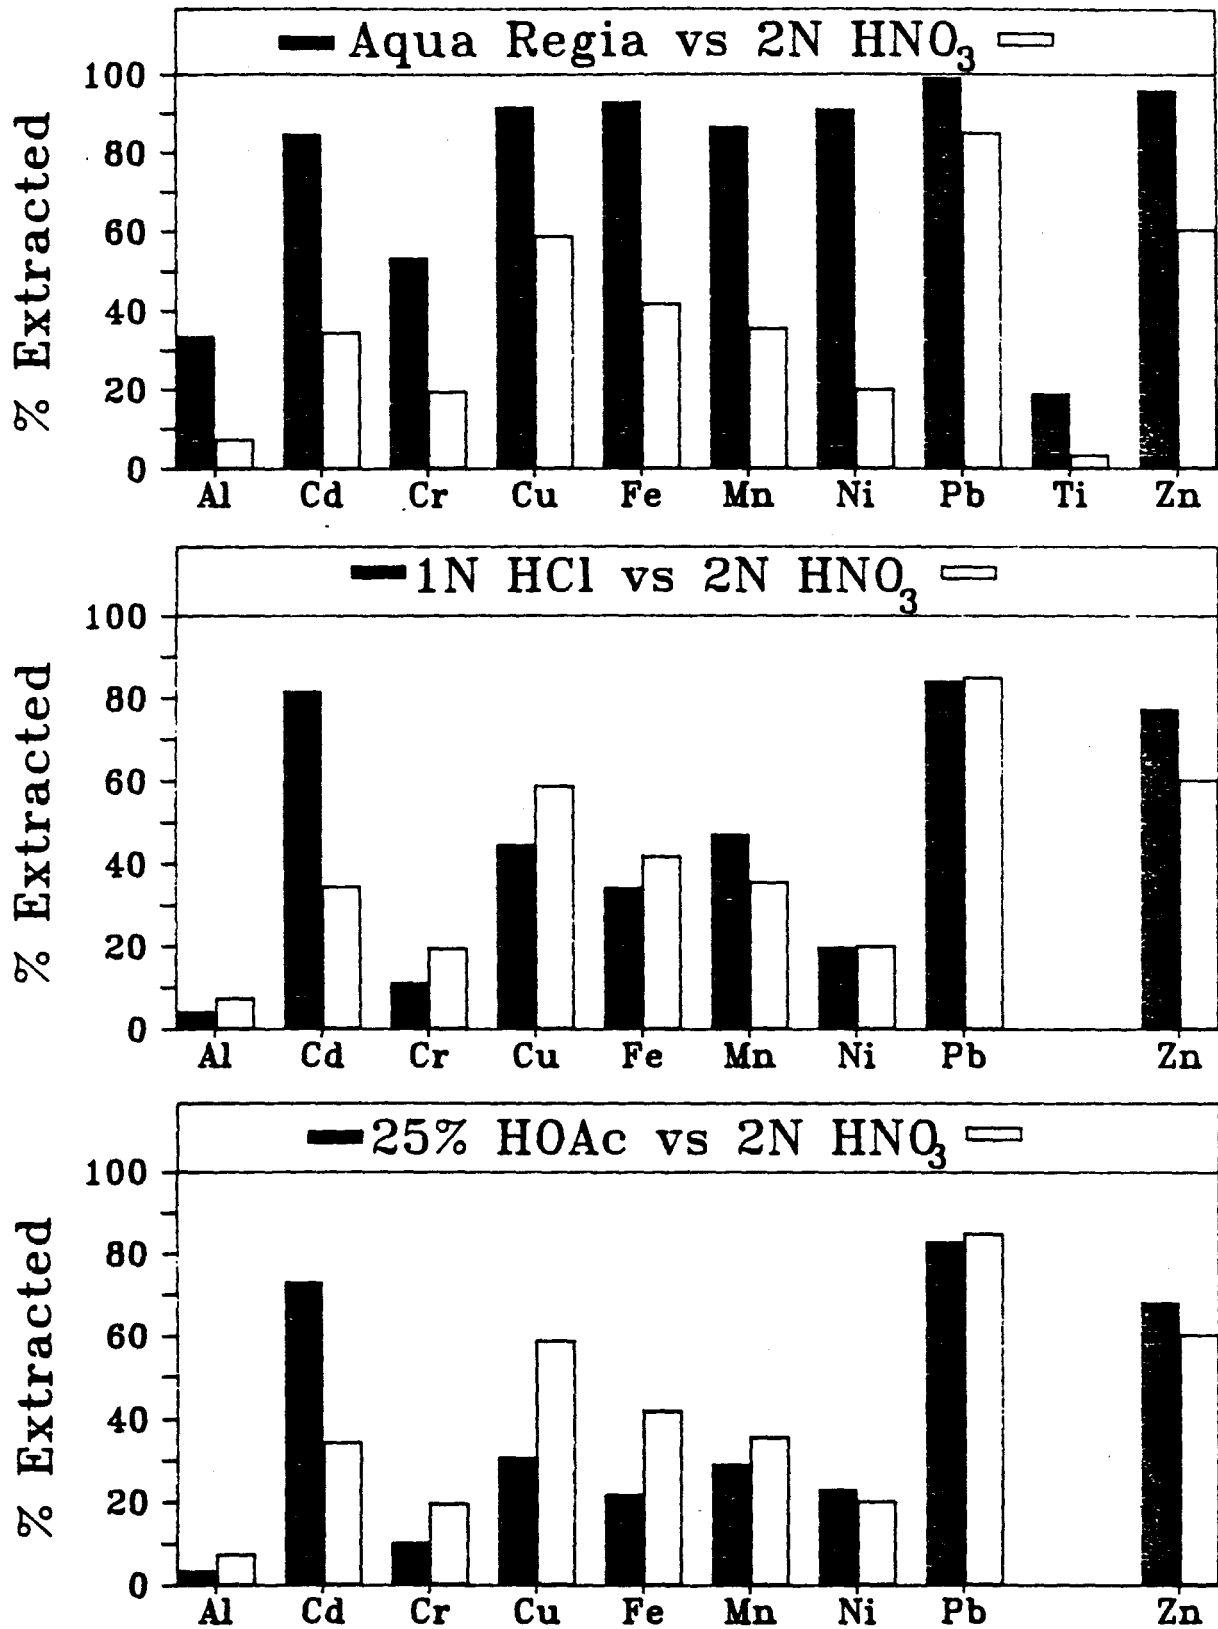 Aqua Regia vs 2N HNO3
% Extracted
100
80
60
40
20
0
Al Cd Cr Cu Fe Mn Ni Pb Ti Zn
1N HCl vs 2N HNO3
% Extracted
100
80
60
40
20
0
Al Cd Cr Cu Fe Mn Ni Pb Zn
25% HOAc vs 2N HNO3
% Extracted
100
80
60
40
20
0
Al Cd Cr Cu Fe Mn Ni Pb Zn